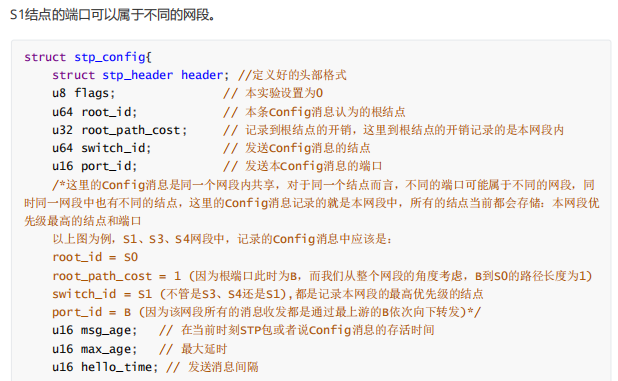 S1结点的端口可以属于不同的网段。
struct stp_config{
struct stp_header header; //定义好的头部格式
u8 flags; // 本实验设置为0
u64 root_id; // 本条Config消息认为的根结点
u32 root_path_cost; // 记录到根结点的开销，这里到根结点的开销记录的是本网段内
u64 switch_id; // 发送Config消息的结点
u16 port_id; // 发送本Config消息的端口
/*这里的Config消息是同一个网段内共享，对于同一个结点而言，不同的端口可能属于不同的网段，同
时同一网段中也有不同的结点，这里的Config消息记录的就是本网段中，所有的结点当前都会存储：本网段优
先级最高的结点和端口
以上图为例，S1、S3、S4网段中，记录的Config消息中应该是：
root_id = S0
root_path_cost = 1 (因为根端口此时为B，而我们从整个网段的角度考虑，B到S0的路径长度为1)
switch_id = S1 (不管是S3、S4还是S1),都是记录本网段的最高优先级的结点
port_id = B (因为该网段所有的消息收发都是通过最上游的B依次向下转发)*/
u16 msg_age; // 在当前时刻STP包或者说Config消息的存活时间
u16 max_age; // 最大延时
u16 hello_time; // 发送消息间隔